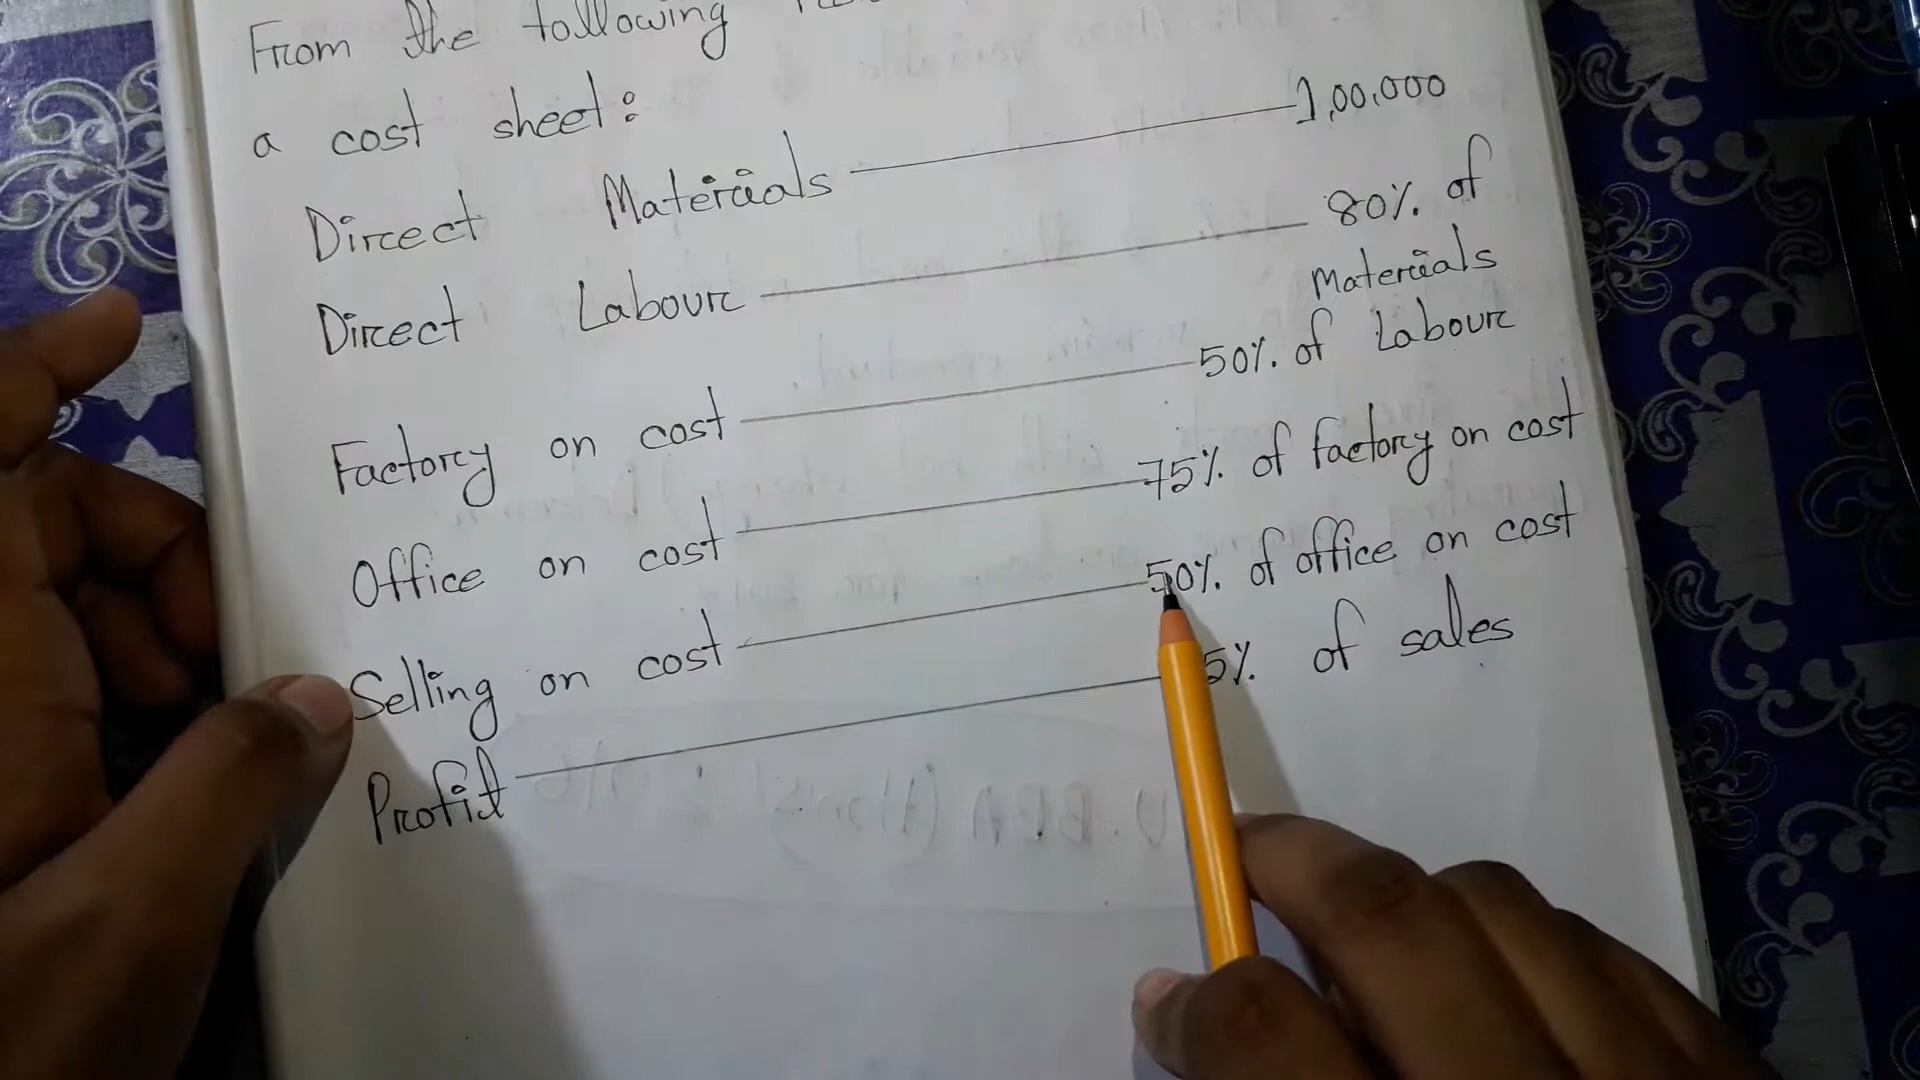 From the following
a cost sheet:
Direct Materials 1,00,000
Direct Labour 80% of
Materials
Factory on cost 50% of Labour
Office on cost 75% of factory on cost
Selling on cost 50% of office on cost
Profit 5% of sales